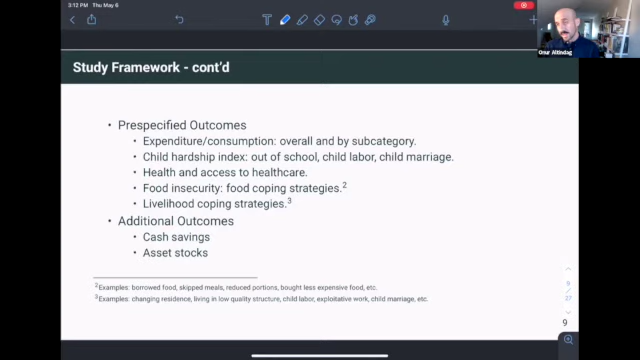 3:12 PM Thu May 6
Onur Altindag
Study Framework - cont'd
• Prespecified Outcomes
• Expenditure/consumption: overall and by subcategory.
• Child hardship index: out of school, child labor, child marriage.
• Health and access to healthcare.
• Food insecurity: food coping strategies.2
• Livelihood coping strategies.3
• Additional Outcomes
• Cash savings
• Asset stocks
2Examples: borrowed food, skipped meals, reduced portions, bought less expensive food, etc.
3Examples: changing residence, living in low quality structure, child labor, exploitative work, child marriage, etc.
9
/
27
9